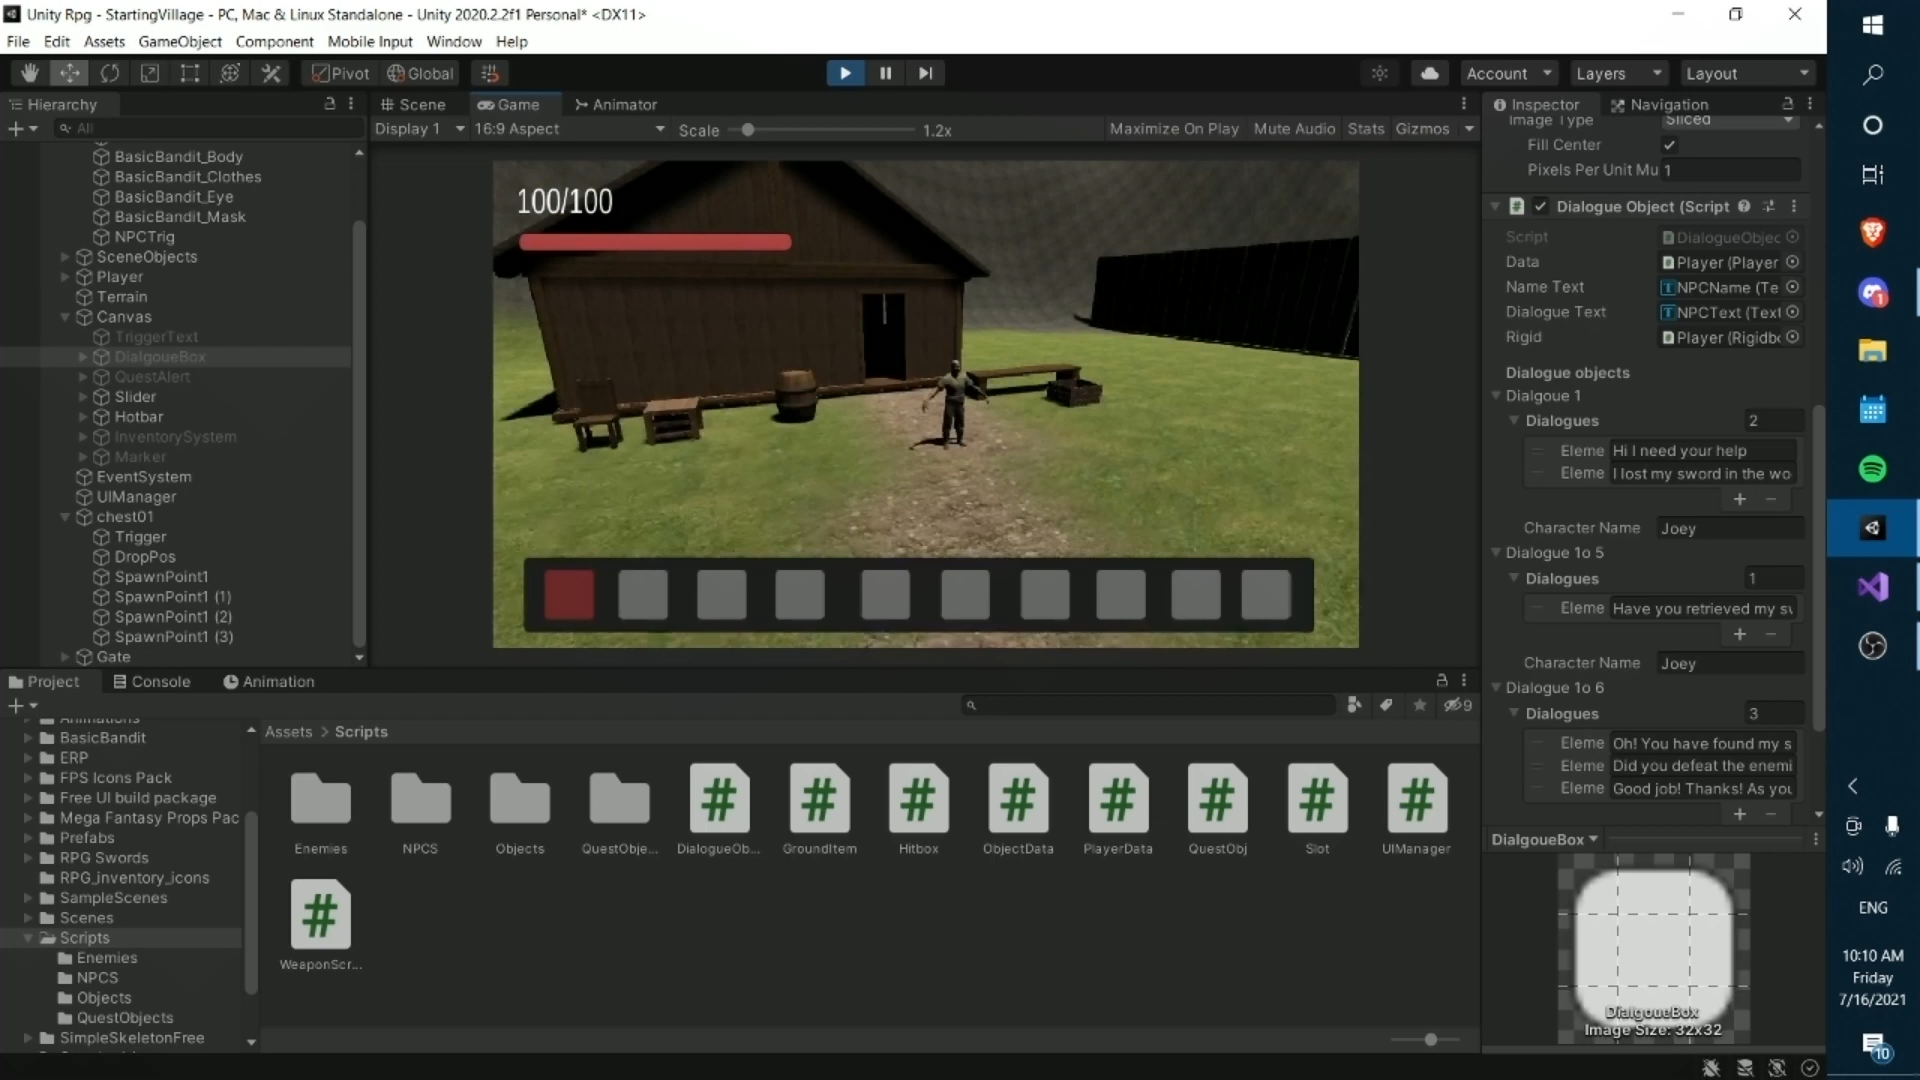 Unity Rpg - StartingVillage - PC, Mac & Linux Standalone - Unity 2020.2.2f1 Personal* <DX11>
File Edit Assets GameObject Component Mobile Input Window Help
Pivot Global Account Layers Layout
Hierarchy
All
BasicBandit_Body
BasicBandit_Clothes
BasicBandit_Eye
BasicBandit_Mask
NPCTrig
SceneObjects
Player
Terrain
Canvas
TriggerText
DialgoueBox
QuestAlert
Slider
Hotbar
InventorySystem
Marker
EventSystem
UIManager
chest01
Trigger
DropPos
SpawnPoint1
SpawnPoint1 (1)
SpawnPoint1 (2)
SpawnPoint1 (3)
Gate
Scene Game Animator
Display 1 16:9 Aspect Scale 1.2x Maximize On Play Mute Audio Stats Gizmos
100/100
Inspector Navigation
Image Type Sliced
Fill Center
Pixels Per Unit Mu 1
Dialogue Object (Script
Script DialogueObjec
Data Player (Player
Name Text NPCName (Te
Dialogue Text NPCText (Text
Rigid Player (Rigidb
Dialogue objects
Dialgoue 1
Dialogues 2
Eleme Hi I need your help
Eleme I lost my sword in the wo
Character Name Joey
Dialogue 1o 5
Dialogues 1
Eleme Have you retrieved my s
Character Name Joey
Dialogue 1o 6
Dialogues 3
Eleme Oh! You have found my s
Eleme Did you defeat the enemi
Eleme Good job! Thanks! As you
DialgoueBox
DialgoueBox
Image Size: 32x32
Project Console Animation
9
Animations
BasicBandit
ERP
FPS Icons Pack
Free UI build package
Mega Fantasy Props Pac
Prefabs
RPG Swords
RPG_inventory_icons
SampleScenes
Scenes
Scripts
Enemies
NPCS
Objects
QuestObjects
SimpleSkeletonFree
Assets > Scripts
Enemies NPCS Objects QuestObje... DialogueOb... GroundItem Hitbox ObjectData PlayerData QuestObj Slot UIManager
WeaponScr...
1
ENG
10:10 AM
Friday
7/16/2021
10